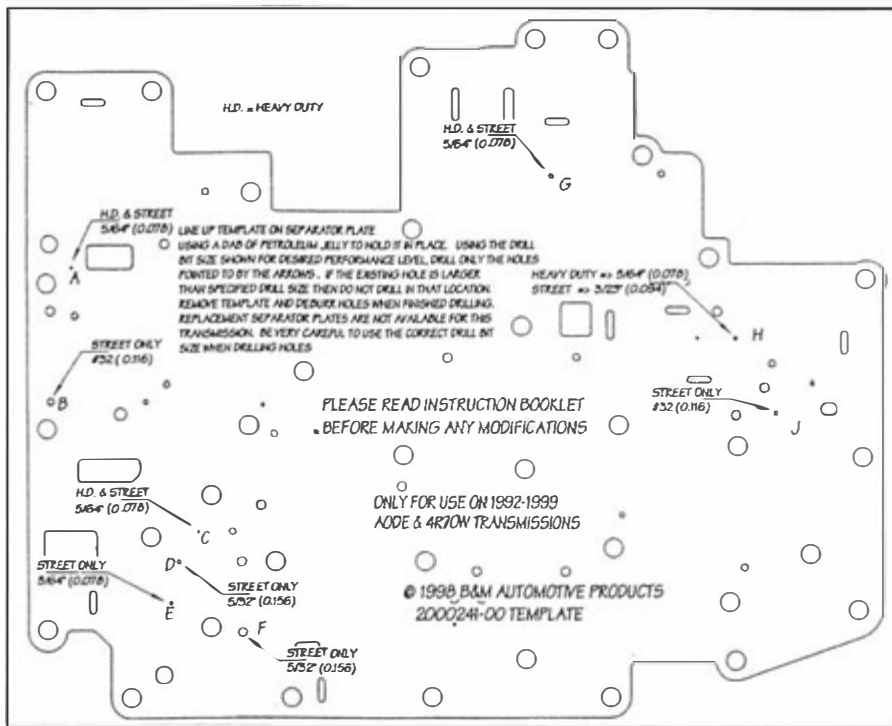 H.D. = HEAVY DUTY
H.D. & STREET
5/64" (0.078)
G
H.D. & STREET
5/64" (0.078)
A
LINE UP TEMPLATE ON SEPARATOR PLATE
USING A DAB OF PETROLEUM JELLY TO HOLD IT IN PLACE. USING THE DRILL
BIT SIZE SHOWN FOR DESIRED PERFORMANCE LEVEL, DRILL ONLY THE HOLES
POINTED TO BY THE ARROWS. IF THE EXISTING HOLE IS LARGER
THAN SPECIFIED DRILL SIZE THEN DO NOT DRILL IN THAT LOCATION.
REMOVE TEMPLATE AND DEBURR HOLES WHEN FINISHED DRILLING.
REPLACEMENT SEPARATOR PLATES ARE NOT AVAILABLE FOR THIS
TRANSMISSION. BE VERY CAREFUL TO USE THE CORRECT DRILL BIT
SIZE WHEN DRILLING HOLES
HEAVY DUTY => 5/64" (0.078)
STREET => (0.094)"
H
STREET ONLY
#32 (0.116)
B
STREET ONLY
#32 (0.116)
J
PLEASE READ INSTRUCTION BOOKLET
BEFORE MAKING ANY MODIFICATIONS
H.D. & STREET
5/64" (0.078)
C
ONLY FOR USE ON 1992-1999
AODE & 4R70W TRANSMISSIONS
D
STREET ONLY
5/32" (0.156)
STREET ONLY
5/64" (0.078)
E
© 1998 B&M AUTOMOTIVE PRODUCTS
2000241-00 TEMPLATE
F
STREET ONLY
5/32" (0.156)